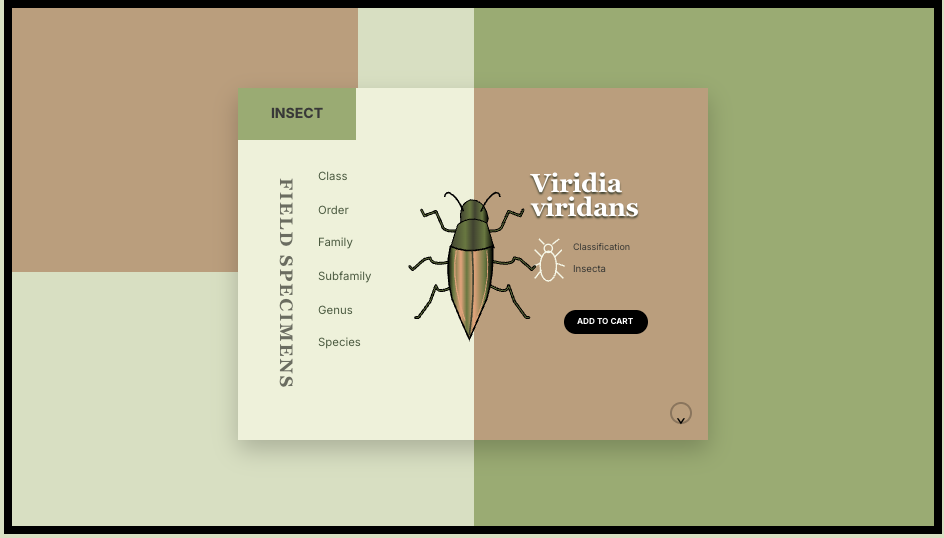 INSECT
FIELD SPECIMENS
Class
Order
Family
Subfamily
Genus
Species
Viridia
viridans
Classification
Insecta
ADD TO CART